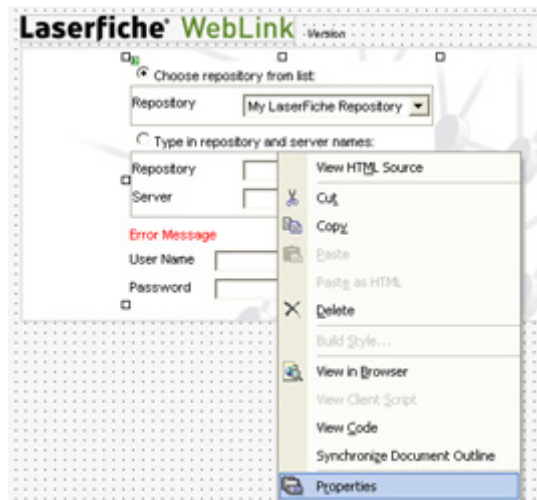 Laserfiche® WebLink Version
Choose repository from list:
Repository My LaserFiche Repository
Type in repository and server names:
Repository
Server
Error Message
User Name
Password
View HTML Source
Cut
Copy
Paste
Paste as HTML
Delete
Build Style...
View in Browser
View Client Script
View Code
Synchronize Document Outline
Properties